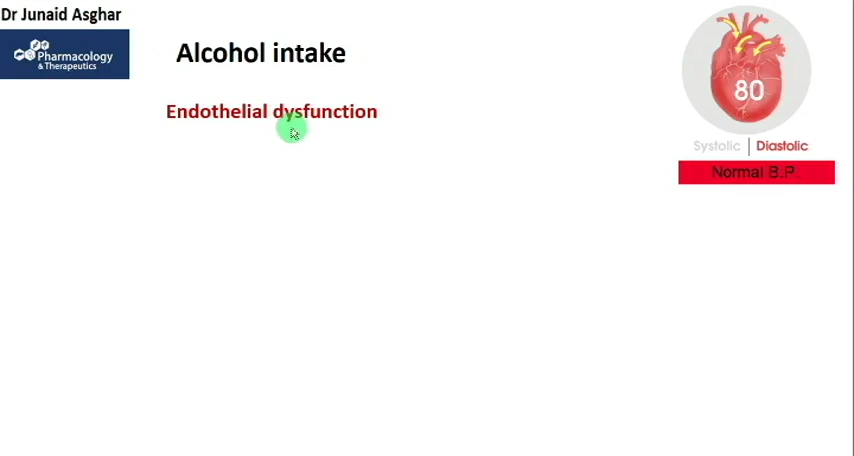 Dr Junaid Asghar
Pharmacology
& Therapeutics
Alcohol intake
Endothelial dysfunction
80
Systolic | Diastolic
Normal B.P.